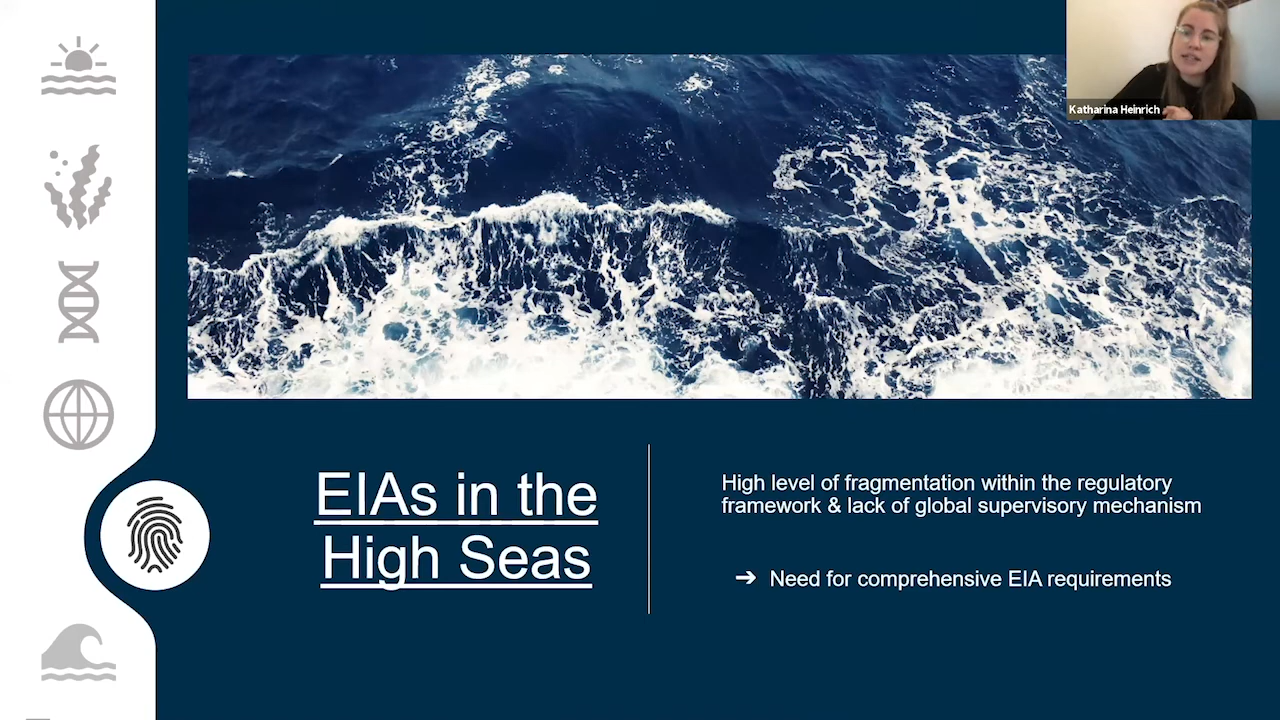 Katharina Heinrich
EIAs in the
High Seas
High level of fragmentation within the regulatory
framework & lack of global supervisory mechanism
➔ Need for comprehensive EIA requirements